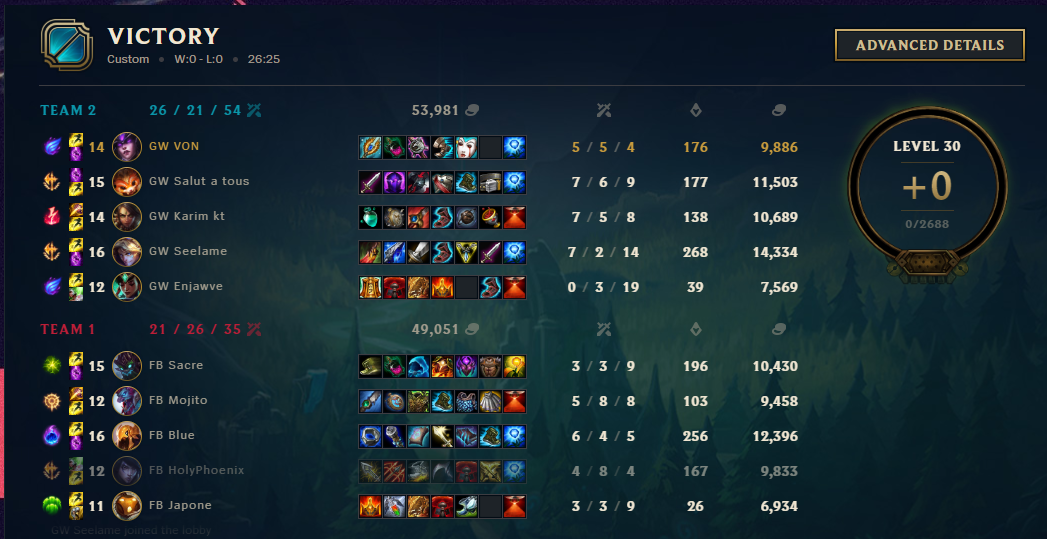 VICTORY
Custom • W:0 - L:0 • 26:25
ADVANCED DETAILS
TEAM 2 26 / 21 / 54 53,981
14 GW VON 5 / 5 / 4 176 9,886
15 GW Salut a tous 7 / 6 / 9 177 11,503
14 GW Karim kt 7 / 5 / 8 138 10,689
16 GW Seelame 7 / 2 / 14 268 14,334
12 GW Enjawve 0 / 3 / 19 39 7,569
LEVEL 30
+0
0/2688
TEAM 1 21 / 26 / 35 49,051
15 FB Sacre 3 / 3 / 9 196 10,430
12 FB Mojito 5 / 8 / 8 103 9,458
16 FB Blue 6 / 4 / 5 256 12,396
12 FB HolyPhoenix 4 / 8 / 4 167 9,833
11 FB Japone 3 / 3 / 9 26 6,934
GW Seelame joined the lobby